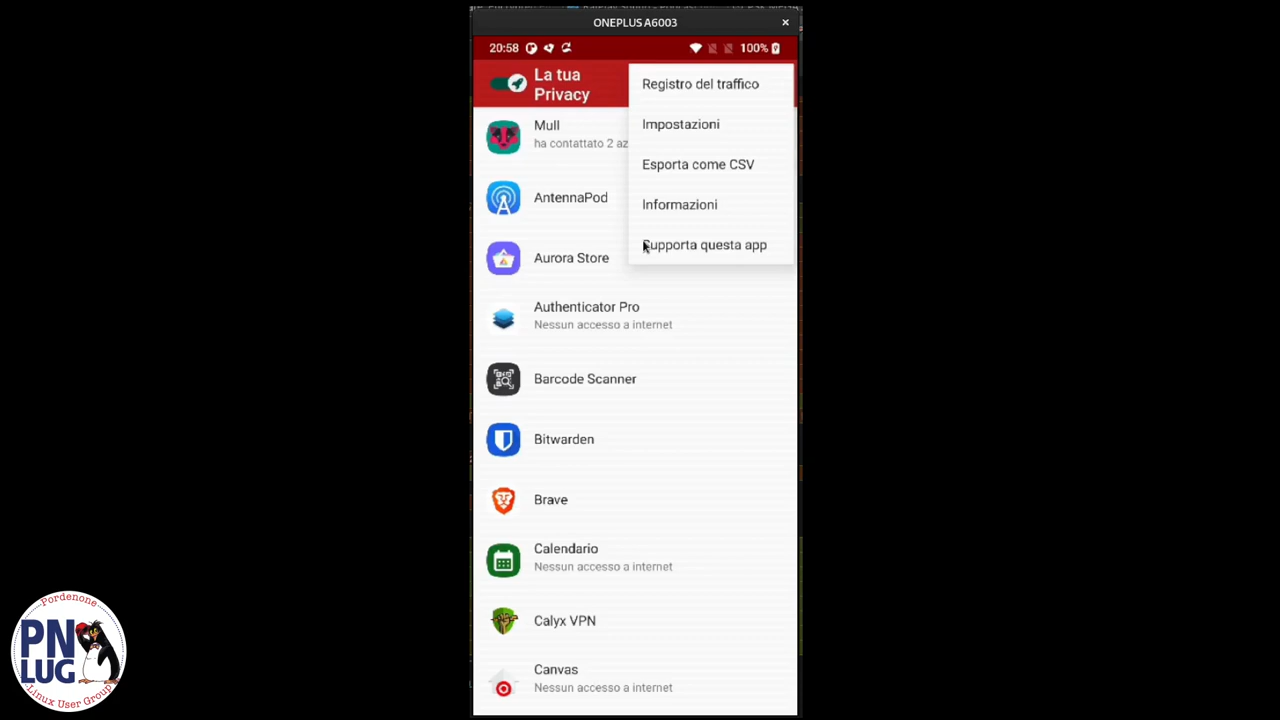 ONEPLUS A6003
20:58
100%
La tua
Privacy
Registro del traffico
Impostazioni
Esporta come CSV
Informazioni
Supporta questa app
Mull
ha contattato 2 az
AntennaPod
Aurora Store
Authenticator Pro
Nessun accesso a internet
Barcode Scanner
Bitwarden
Brave
Calendario
Nessun accesso a internet
Calyx VPN
Canvas
Nessun accesso a internet
Pordenone
PN
LUG
Linux User Group